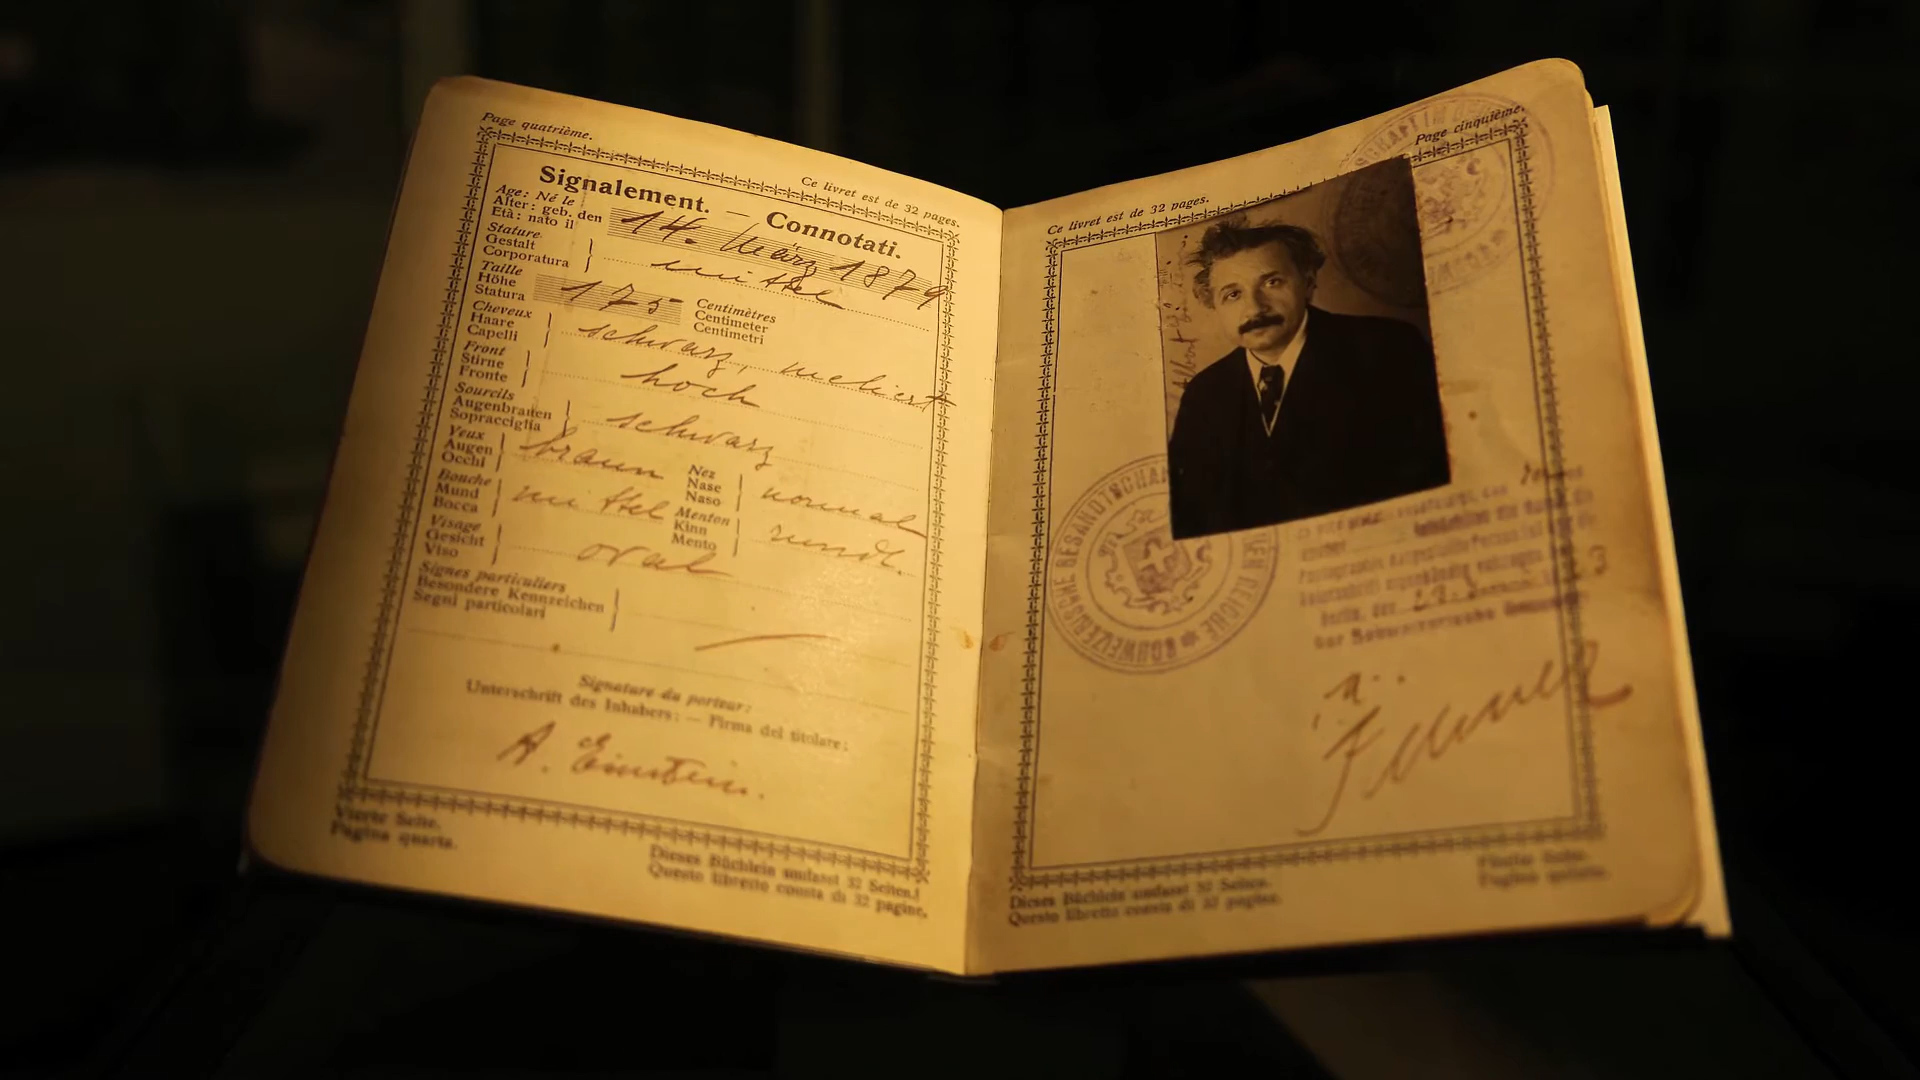 Page quatrième.
Ce livret est de 32 pages.
Signalement. — Connotati.
Age: Né le
Alter: geb. den
Età: nato il
14. März 1879
Stature
Gestalt
Corporatura
mittel
Taille
Höhe
Statura
175
Centimètres
Centimeter
Centimetri
Cheveux
Haare
Capelli
schwarz, meliert
Front
Stirne
Fronte
hoch
Sourcils
Augenbrauen
Sopracciglia
schwarz
Yeux
Augen
Occhi
braun
Nez
Nase
Naso
normal
Bouche
Mund
Bocca
mittel
Menton
Kinn
Mento
rundl.
Visage
Gesicht
Viso
oval
Signes particuliers
Besondere Kennzeichen
Segni particolari
Signature du porteur:
Unterschrift des Inhabers: — Firma del titolare:
A. Einstein.
Vierte Seite.
Pagina quarta.
Dieses Büchlein umfasst 32 Seiten.
Questo libretto consta di 32 pagine.
Page cinquième.
Ce livret est de 32 pages.
Albert
SCHWEIZERISCHE GESANDTSCHAFT
Berlin, den
Dieses Büchlein umfasst 32 Seiten.
Questo libretto consta di 32 pagine.